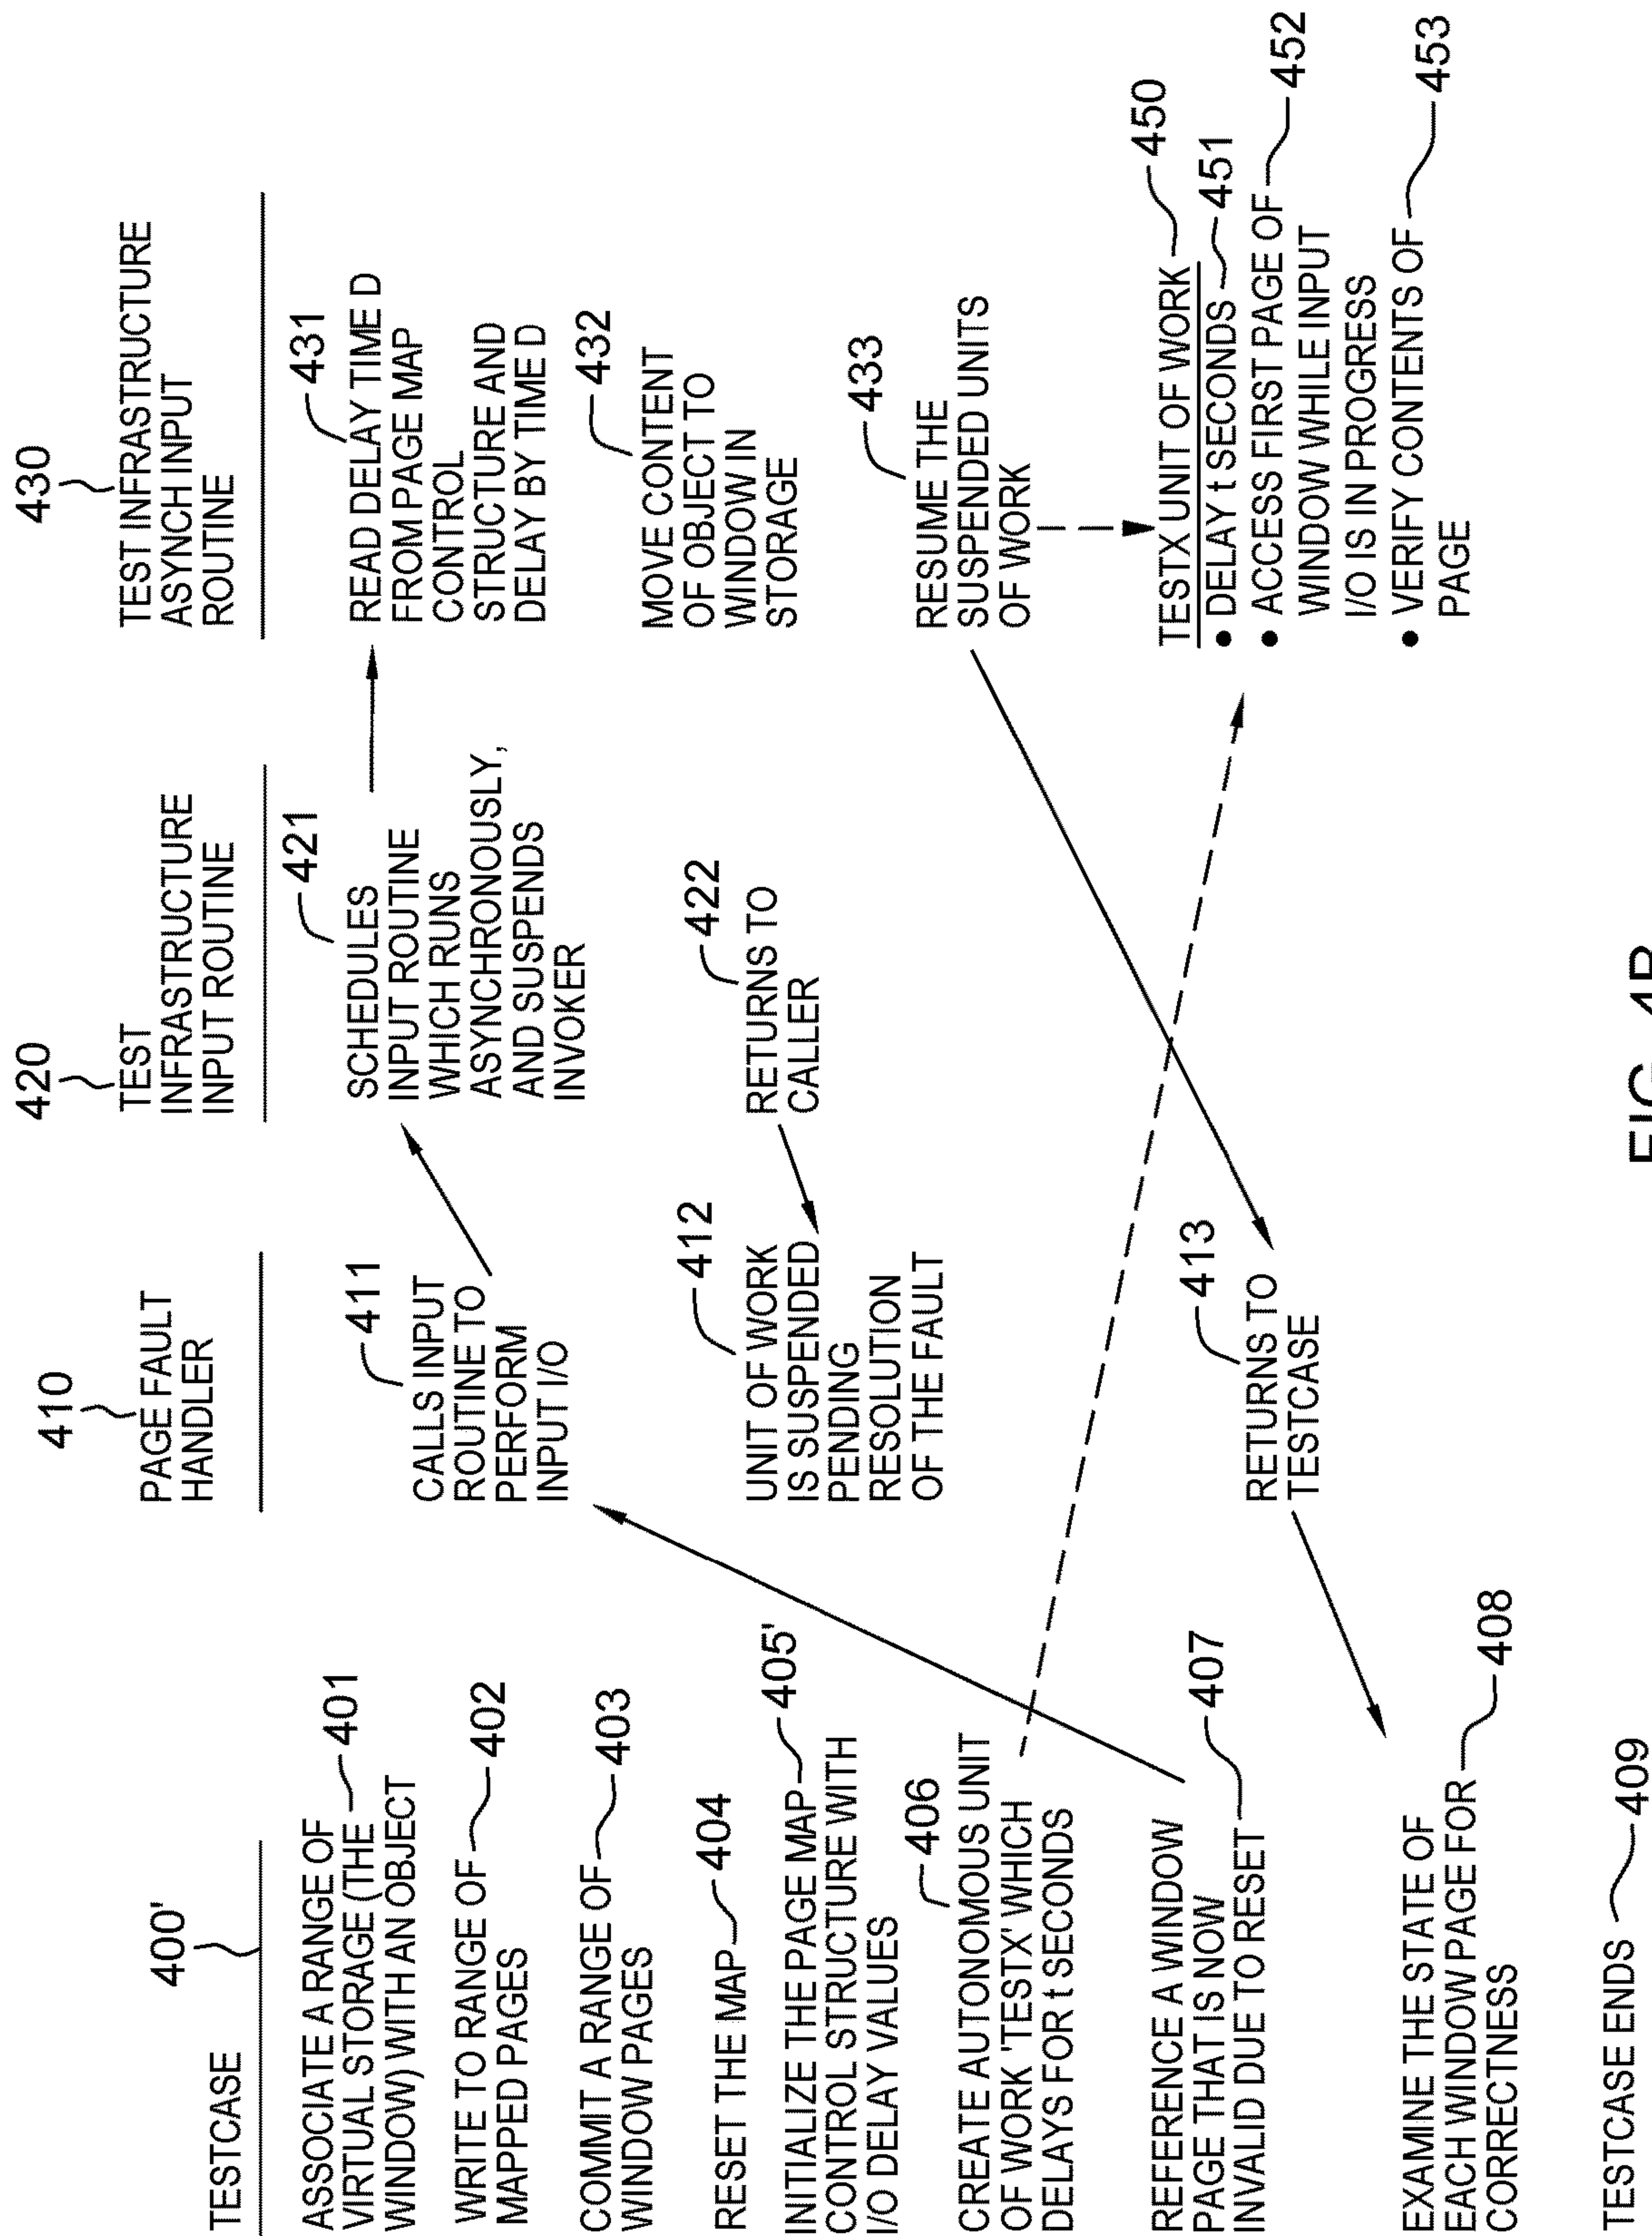 400'
TESTCASE
ASSOCIATE A RANGE OF
VIRTUAL STORAGE (THE 401
WINDOW) WITH AN OBJECT
WRITE TO RANGE OF 402
MAPPED PAGES
COMMIT A RANGE OF 403
WINDOW PAGES
RESET THE MAP 404
INITIALIZE THE PAGE MAP 405'
CONTROL STRUCTURE WITH
I/O DELAY VALUES
406
CREATE AUTONOMOUS UNIT
OF WORK 'TESTX' WHICH
DELAYS FOR t SECONDS
REFERENCE A WINDOW
PAGE THAT IS NOW 407
INVALID DUE TO RESET
EXAMINE THE STATE OF
EACH WINDOW PAGE FOR 408
CORRECTNESS
TESTCASE ENDS 409
410
PAGE FAULT
HANDLER
411
CALLS INPUT
ROUTINE TO
PERFORM
INPUT I/O
412
UNIT OF WORK
IS SUSPENDED
PENDING
RESOLUTION
OF THE FAULT
413
RETURNS TO
TESTCASE
420
TEST
INFRASTRUCTURE
INPUT ROUTINE
421
SCHEDULES
INPUT ROUTINE
WHICH RUNS
ASYNCHRONOUSLY,
AND SUSPENDS
INVOKER
422
RETURNS TO
CALLER
430
TEST INFRASTRUCTURE
ASYNCH INPUT
ROUTINE
431
READ DELAY TIME D
FROM PAGE MAP
CONTROL
STRUCTURE AND
DELAY BY TIME D
432
MOVE CONTENT
OF OBJECT TO
WINDOW IN
STORAGE
433
RESUME THE
SUSPENDED UNITS
OF WORK
TESTX UNIT OF WORK 450
• DELAY t SECONDS 451
• ACCESS FIRST PAGE OF 452
WINDOW WHILE INPUT
I/O IS IN PROGRESS
• VERIFY CONTENTS OF 453
PAGE
FIG. 4B